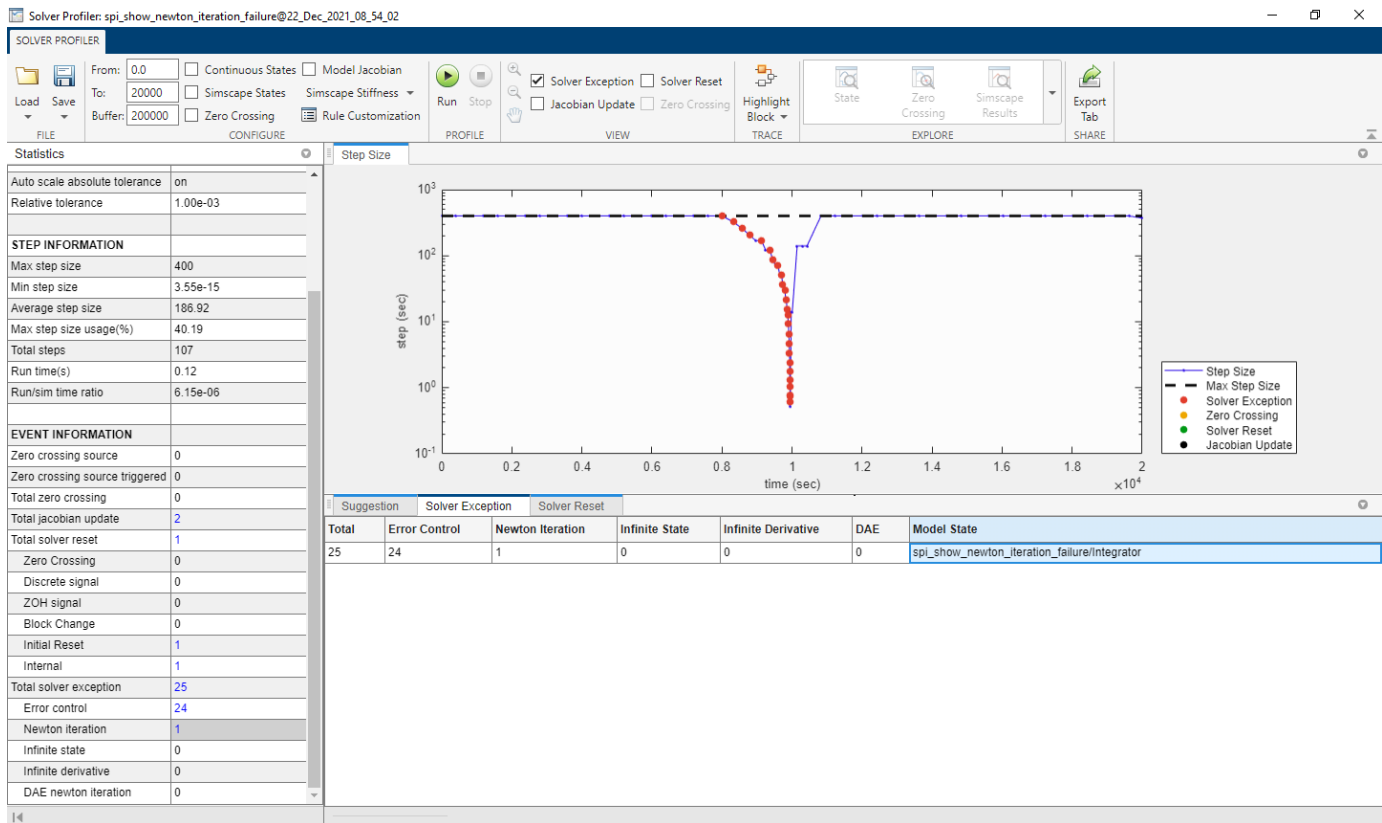 Solver Profiler: spi_show_newton_iteration_failure@22_Dec_2021_08_54_02
SOLVER PROFILER
Load Save
From: 0.0
To: 20000
Buffer: 200000
Continuous States Model Jacobian
Simscape States Simscape Stiffness
Zero Crossing Rule Customization
Run Stop
Solver Exception Solver Reset
Jacobian Update Zero Crossing
Highlight
Block
State
Zero
Crossing
Simscape
Results
Export
Tab
FILE CONFIGURE PROFILE VIEW TRACE EXPLORE SHARE
Statistics
Auto scale absolute tolerance on
Relative tolerance 1.00e-03
STEP INFORMATION
Max step size 400
Min step size 3.55e-15
Average step size 186.92
Max step size usage(%) 40.19
Total steps 107
Run time(s) 0.12
Run/sim time ratio 6.15e-06
EVENT INFORMATION
Zero crossing source 0
Zero crossing source triggered 0
Total zero crossing 0
Total jacobian update 2
Total solver reset 1
Zero Crossing 0
Discrete signal 0
ZOH signal 0
Block Change 0
Initial Reset 1
Internal 1
Total solver exception 25
Error control 24
Newton iteration 1
Infinite state 0
Infinite derivative 0
DAE newton iteration 0
Step Size
10³
10²
10¹
10⁰
10⁻¹
step (sec)
0 0.2 0.4 0.6 0.8 1 1.2 1.4 1.6 1.8 2
time (sec)
×10⁴
Step Size
Max Step Size
Solver Exception
Zero Crossing
Solver Reset
Jacobian Update
Suggestion Solver Exception Solver Reset
Total Error Control Newton Iteration Infinite State Infinite Derivative DAE Model State
25 24 1 0 0 0 spi_show_newton_iteration_failure/Integrator